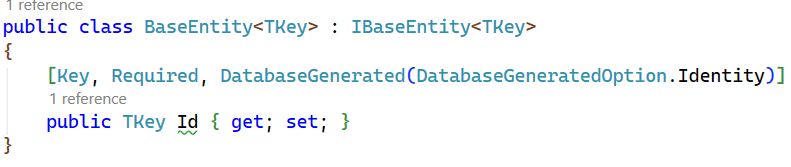 1 reference
public class BaseEntity<TKey> : IBaseEntity<TKey>
{
[Key, Required, DatabaseGenerated(DatabaseGeneratedOption.Identity)]
1 reference
public TKey Id { get; set; }
}